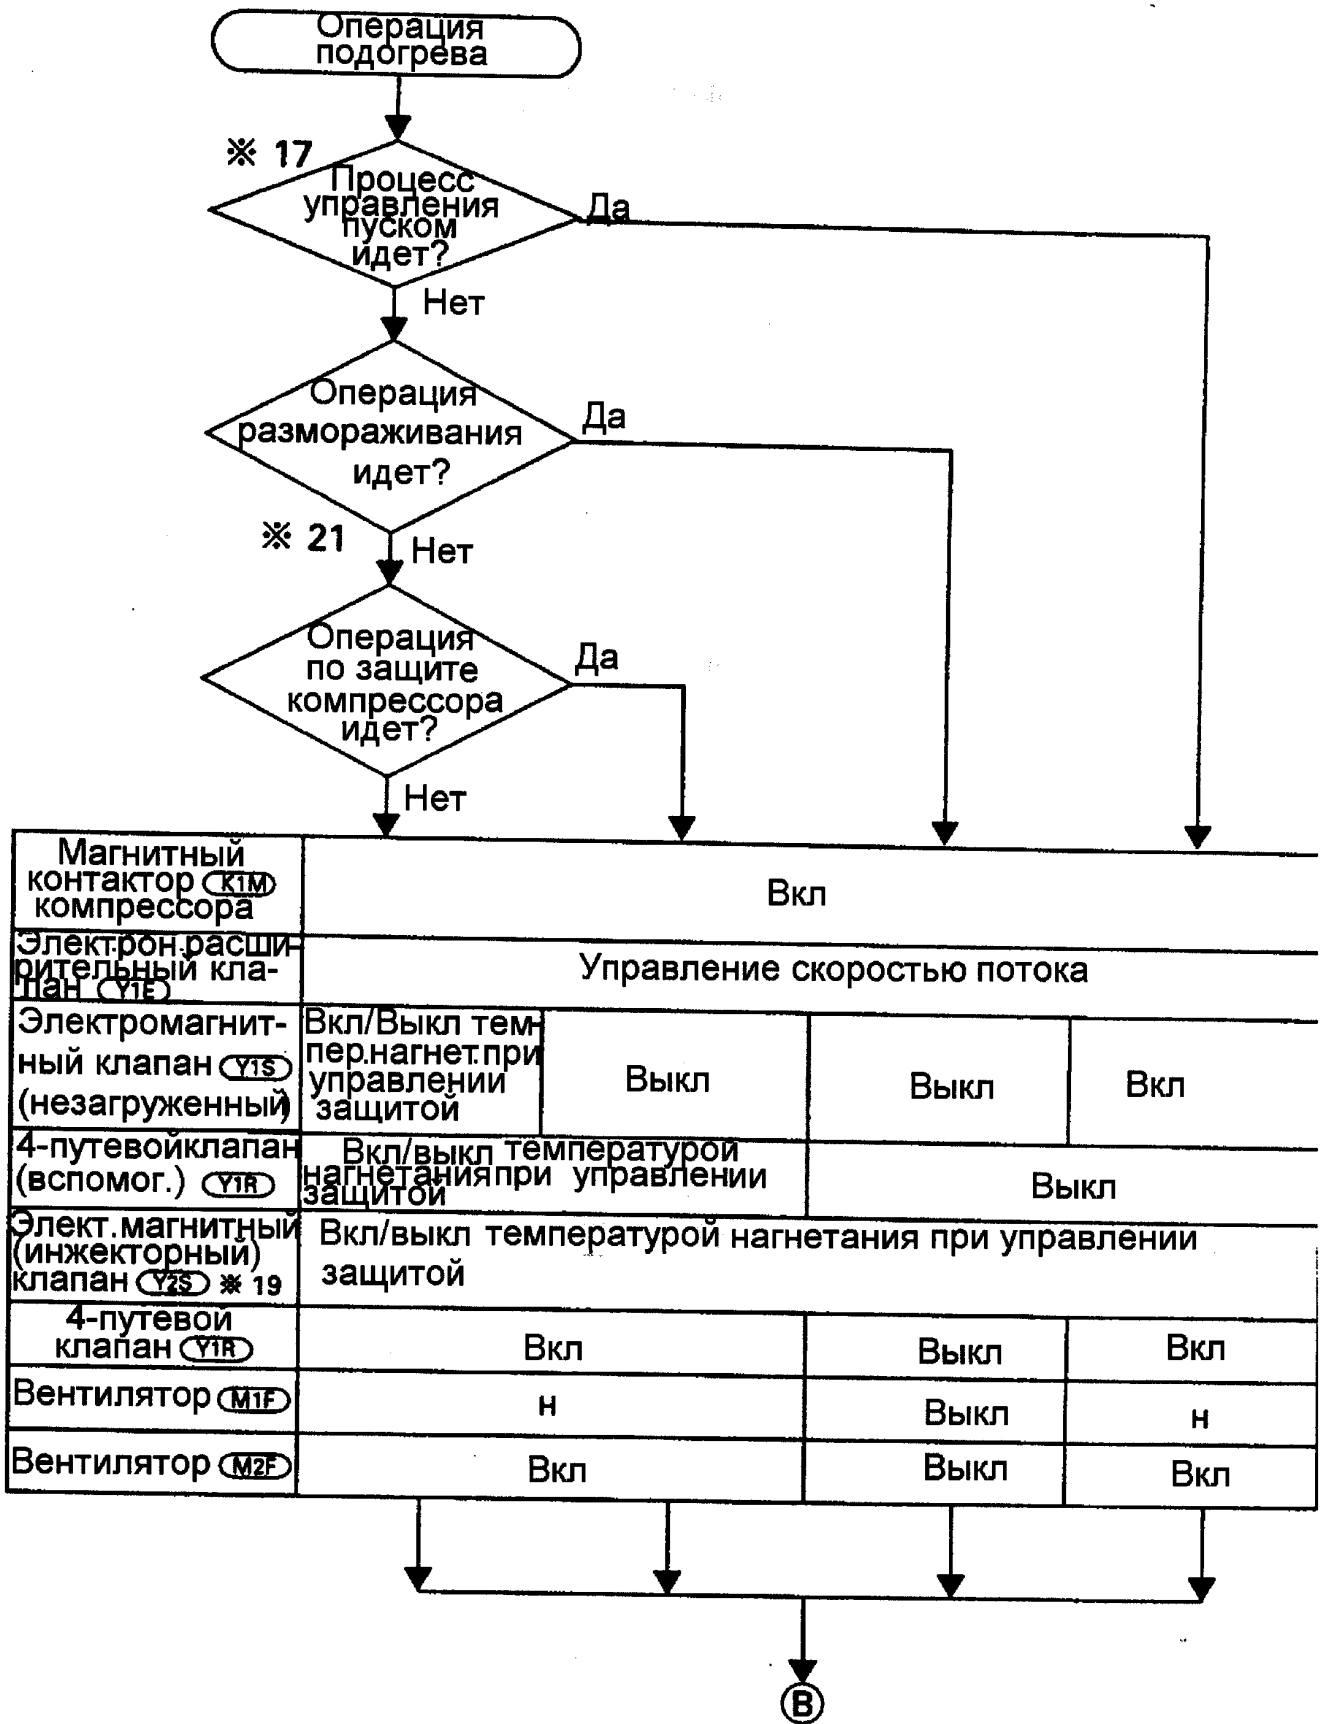 Операция
подогрева
※ 17
Процесс
управления
пуском
идет?
Да
Нет
Операция
размораживания
идет?
Да
※ 21
Нет
Операция
по защите
компрессора
идет?
Да
Нет
Магнитный
контактор K1M
компрессора
Вкл
Электрон.расши-
рительный кла-
пан Y1E
Управление скоростью потока
Электромагнит-
ный клапан Y1S
(незагруженный)
Вкл/Выкл тем-
пер.нагнет.при
управлении
защитой
Выкл
Выкл
Вкл
4-путевойклапан
(вспомог.) Y1R
Вкл/выкл температурой
нагнетанияпри управлении
защитой
Выкл
Элект.магнитный
(инжекторный)
клапан Y2S ※ 19
Вкл/выкл температурой нагнетания при управлении
защитой
4-путевой
клапан Y1R
Вкл
Выкл
Вкл
Вентилятор M1F
н
Выкл
н
Вентилятор M2F
Вкл
Выкл
Вкл
B